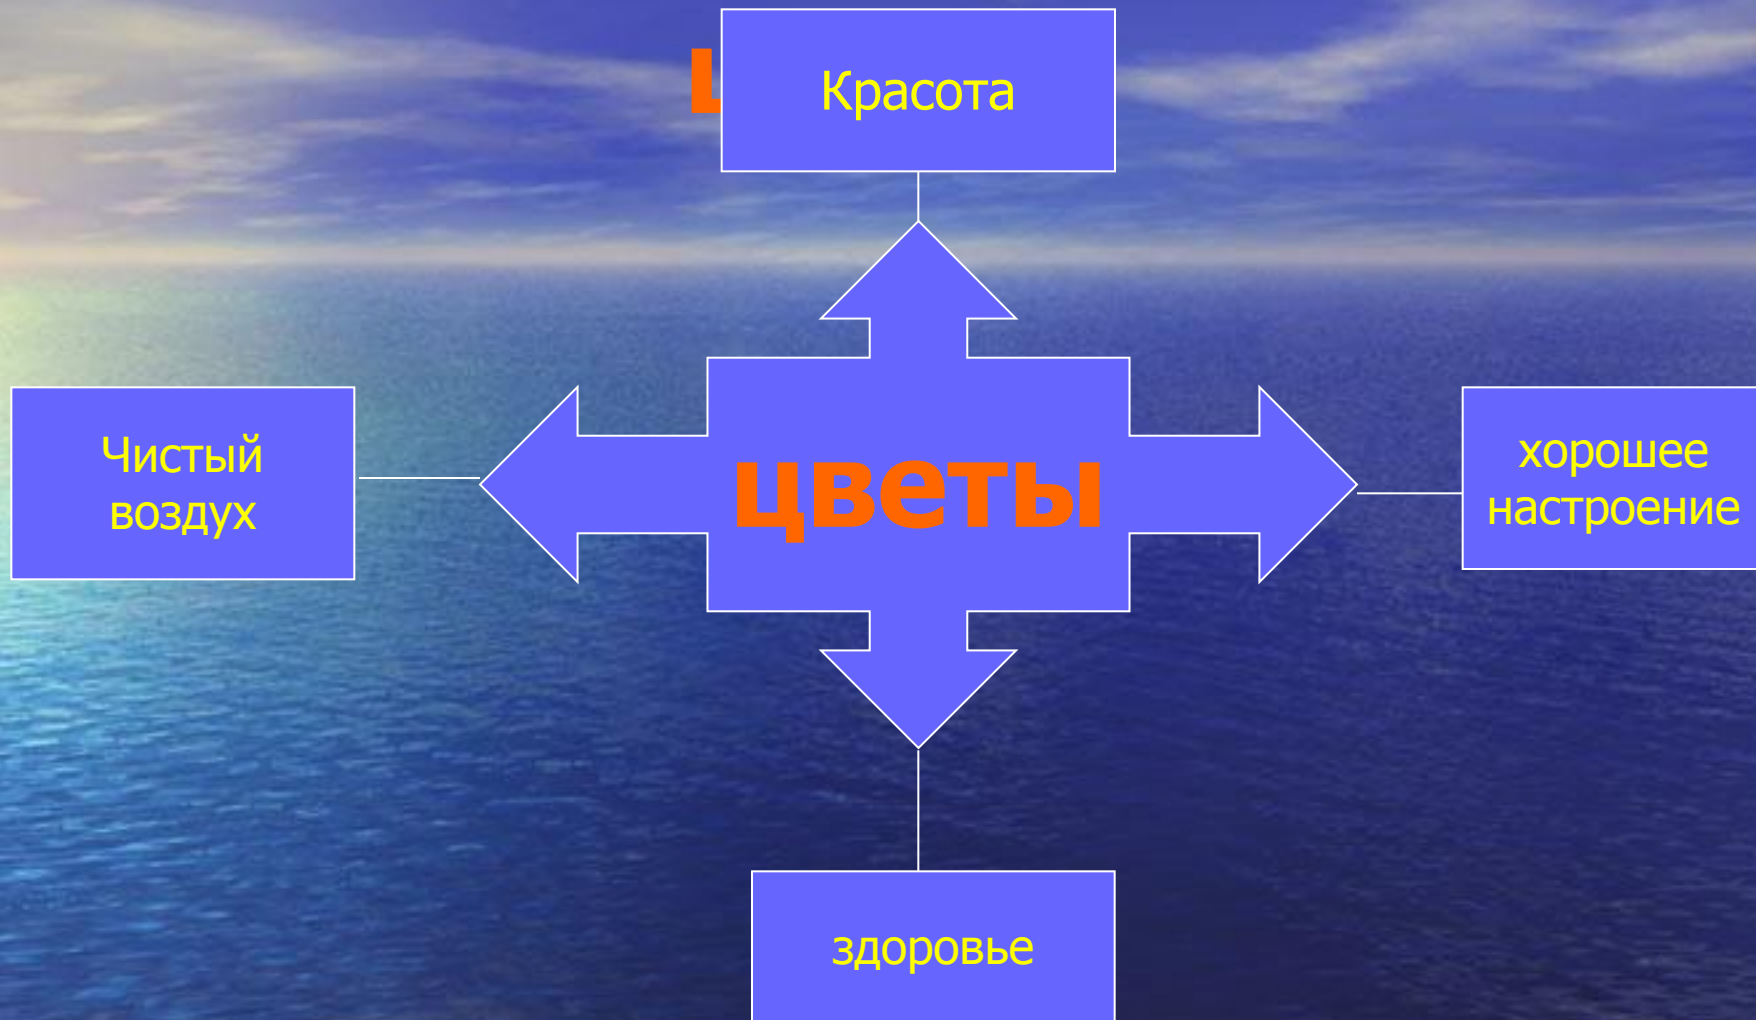 Красота
Чистый
воздух
цветы
хорошее
настроение
здоровье